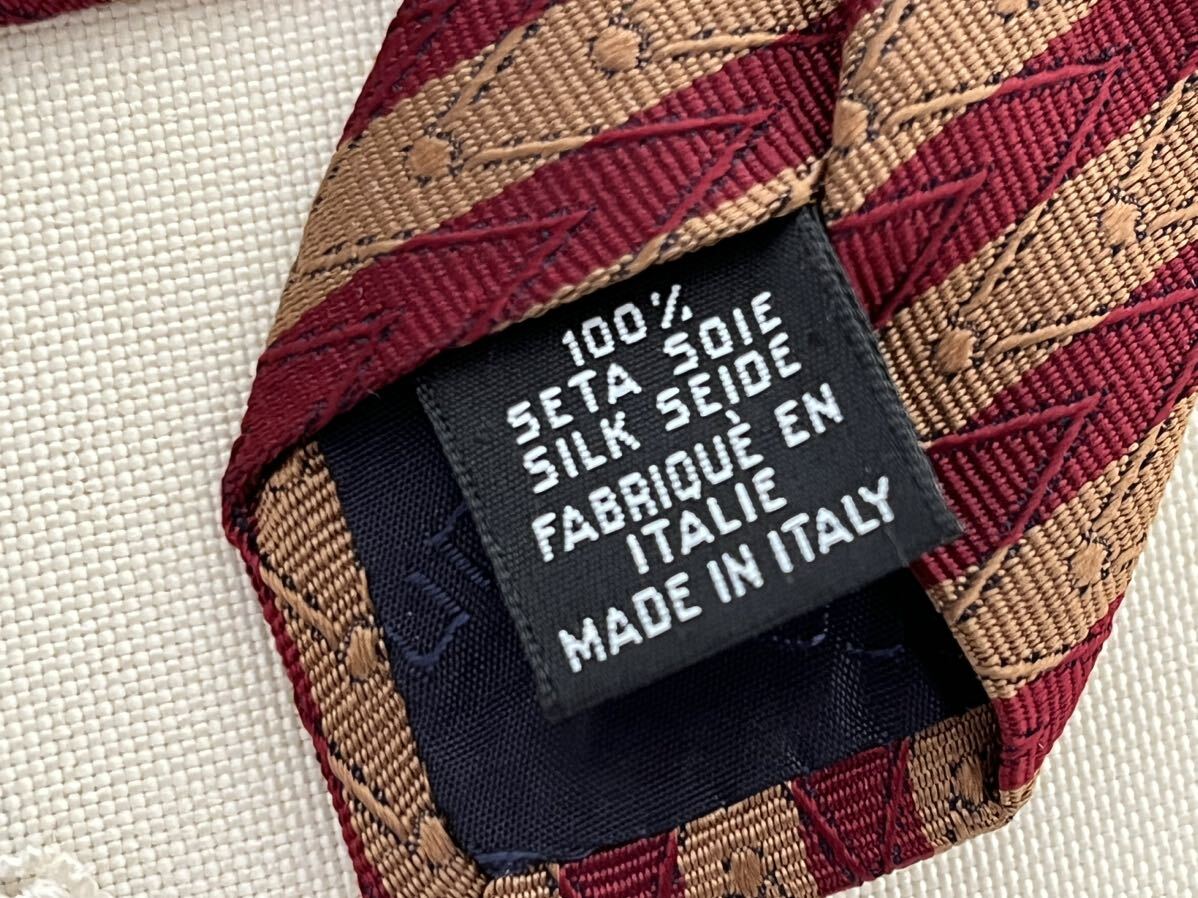 100%
SETA SOIE
SILK SEIDE
FABRIQUÈ EN
ITALIE
MADE IN ITALY